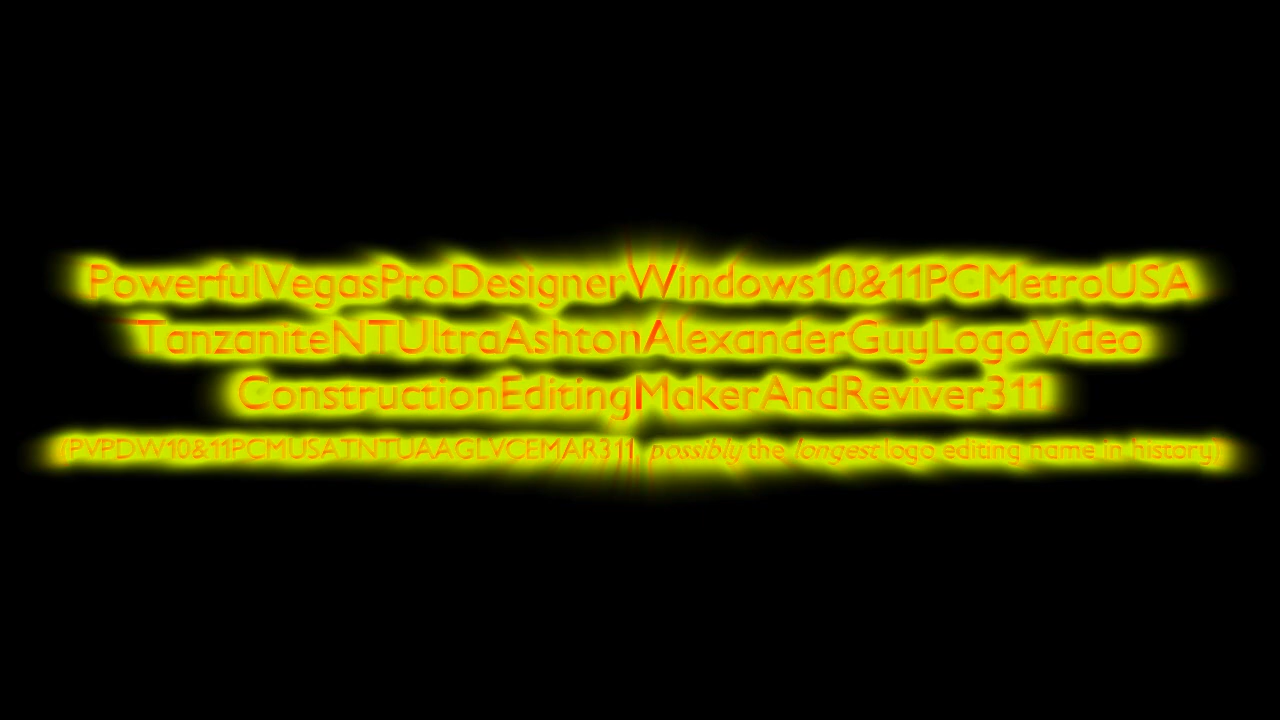 PowerfulVegasProDesignerWindows10&11PCMetroUSA
TanzaniteNTUltraAshtonAlexanderGuyLogoVideo
ConstructionEditingMakerAndReviver311
(PVPDW10&11PCMUSATNTUAAGLVCEMAR311, possibly the longest logo editing name in history)